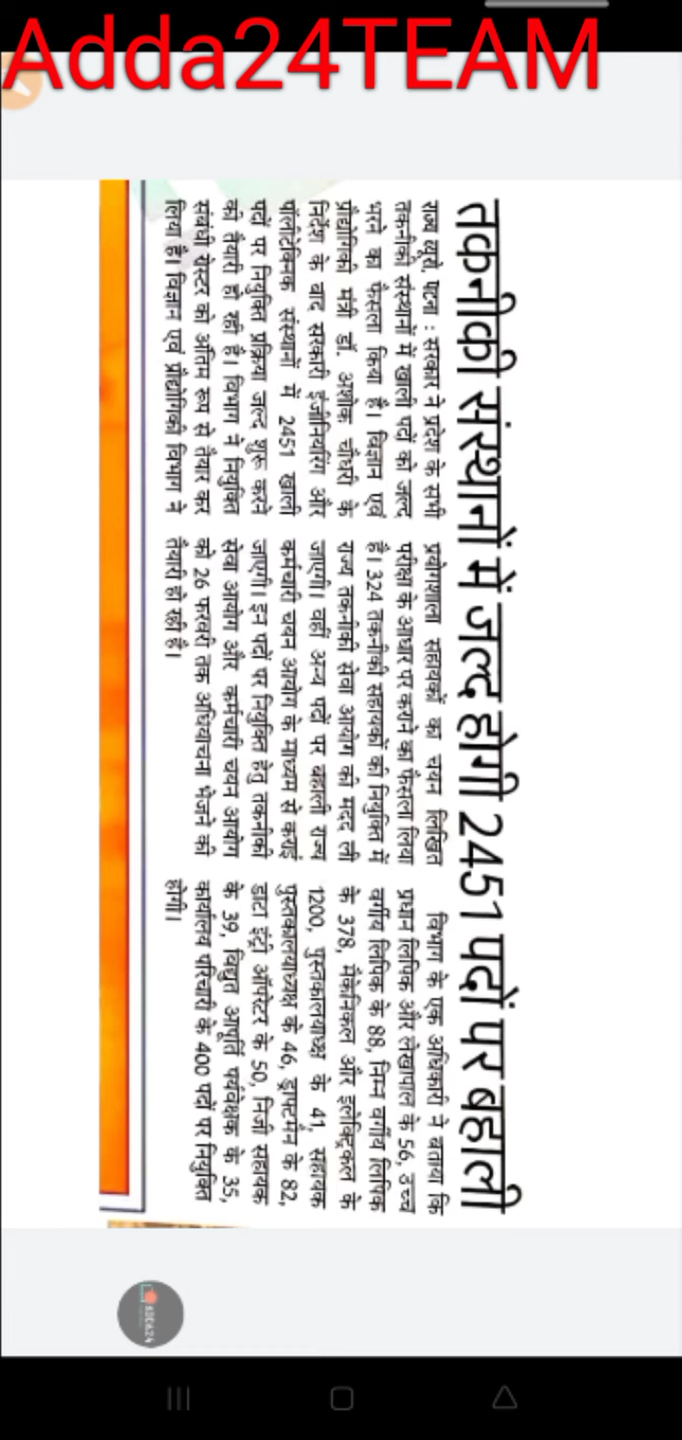 Adda24TEAM
तकनीकी संस्थानों में जल्द होगी 2451 पदों पर बहाली
राज्य ब्यूरो, पटना : सरकार ने प्रदेश के सभी
तकनीकी संस्थानों में खाली पदों को जल्द
भरने का फैसला किया है। विज्ञान एवं
प्रौद्योगिकी मंत्री डॉ. अशोक चौधरी के
निर्देश के बाद सरकारी इंजीनियरिंग और
पॉलीटेक्निक संस्थानों में 2451 खाली
पदों पर नियुक्ति प्रक्रिया जल्द शुरू करने
की तैयारी हो रही है। विभाग ने नियुक्ति
संबंधी रोस्टर को अंतिम रूप से तैयार कर
लिया है। विज्ञान एवं प्रौद्योगिकी विभाग ने
प्रयोगशाला सहायकों का चयन लिखित
परीक्षा के आधार पर कराने का फैसला लिया
है। 324 तकनीकी सहायकों की नियुक्ति में
राज्य तकनीकी सेवा आयोग की मदद ली
जाएगी। वहीं अन्य पदों पर बहाली राज्य
कर्मचारी चयन आयोग के माध्यम से कराई
जाएगी। इन पदों पर नियुक्ति हेतु तकनीकी
सेवा आयोग और कर्मचारी चयन आयोग
को 26 फरवरी तक अधियाचना भेजने की
तैयारी हो रही है।
विभाग के एक अधिकारी ने बताया कि
प्रधान लिपिक और लेखापाल के 56, उच्च
वर्गीय लिपिक के 88, निम्न वर्गीय लिपिक
के 378, मैकेनिकल और इलेक्ट्रिकल के
1200, पुस्तकालयाध्यक्ष के 41, सहायक
पुस्तकालयाध्यक्ष के 46, ड्राफ्टमैन के 82,
डाटा इंट्री ऑपरेटर के 50, निजी सहायक
के 39, विद्युत आपूर्ति पर्यवेक्षक के 35,
कार्यालय परिचारी के 400 पदों पर नियुक्ति
होगी।
ADDA24